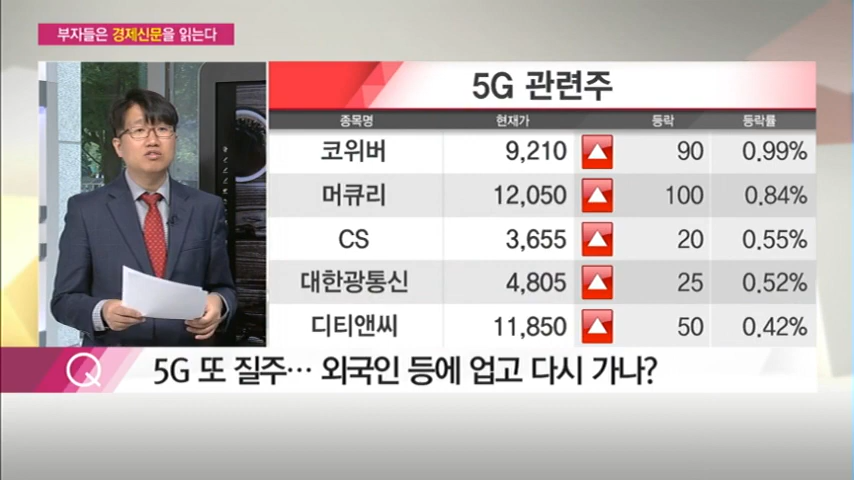 부자들은 경제신문을 읽는다
5G 관련주
종목명 현재가 등락 등락률
코위버 9,210 90 0.99%
머큐리 12,050 100 0.84%
CS 3,655 20 0.55%
대한광통신 4,805 25 0.52%
디티앤씨 11,850 50 0.42%
Q 5G 또 질주… 외국인 등에 업고 다시 가나?